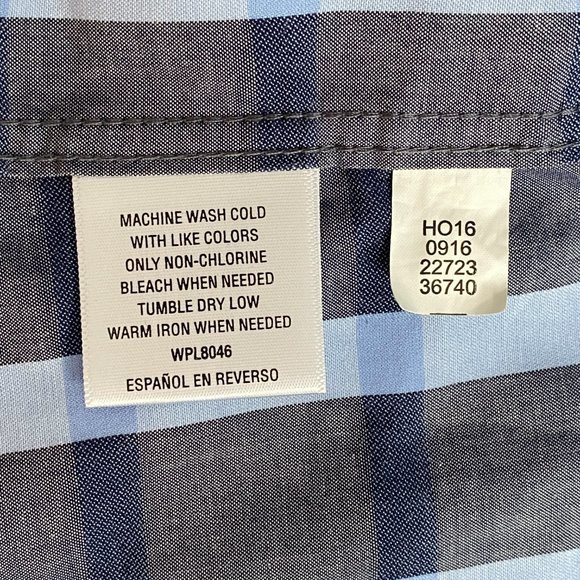 MACHINE WASH COLD
WITH LIKE COLORS
ONLY NON-CHLORINE
BLEACH WHEN NEEDED
TUMBLE DRY LOW
WARM IRON WHEN NEEDED
WPL8046
ESPAÑOL EN REVERSO
HO16
0916
22723
36740